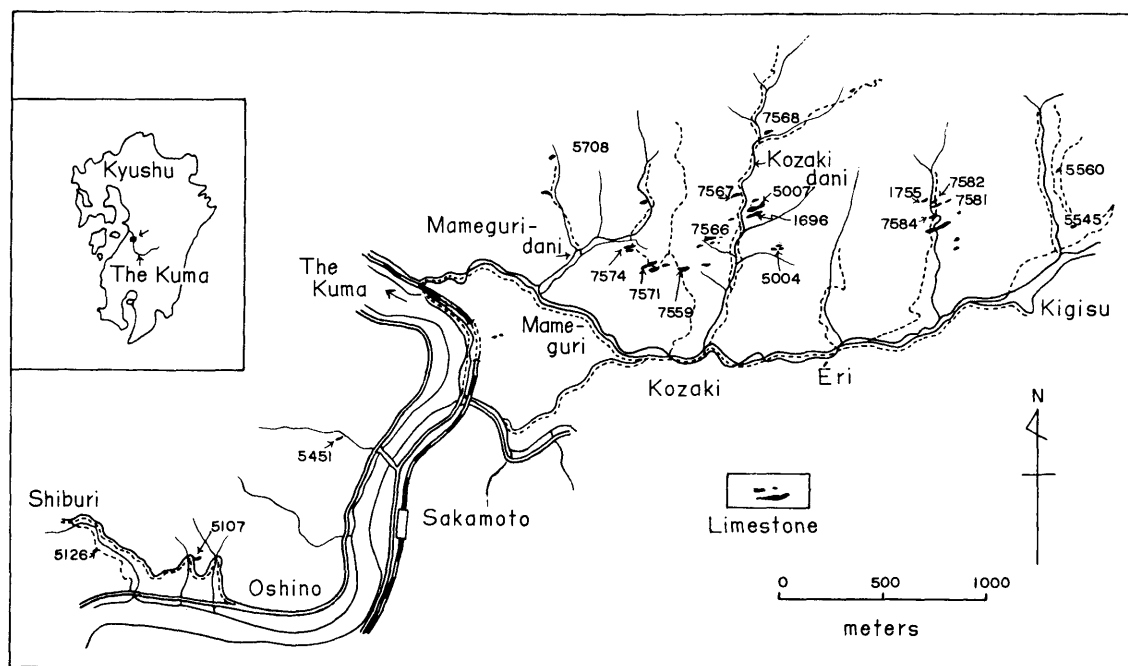 Kyushu
The Kuma
5708
7568
Kozaki
dani
7567
5007
1696
7566
5004
Mameguri-
dani
7574
7571
7559
1755
7582
7581
7584
5560
5545
The
Kuma
Mame-
guri
Kozaki
Éri
Kigisu
N
5451
Shiburi
5126
5107
Oshino
Sakamoto
Limestone
0 500 1000
meters